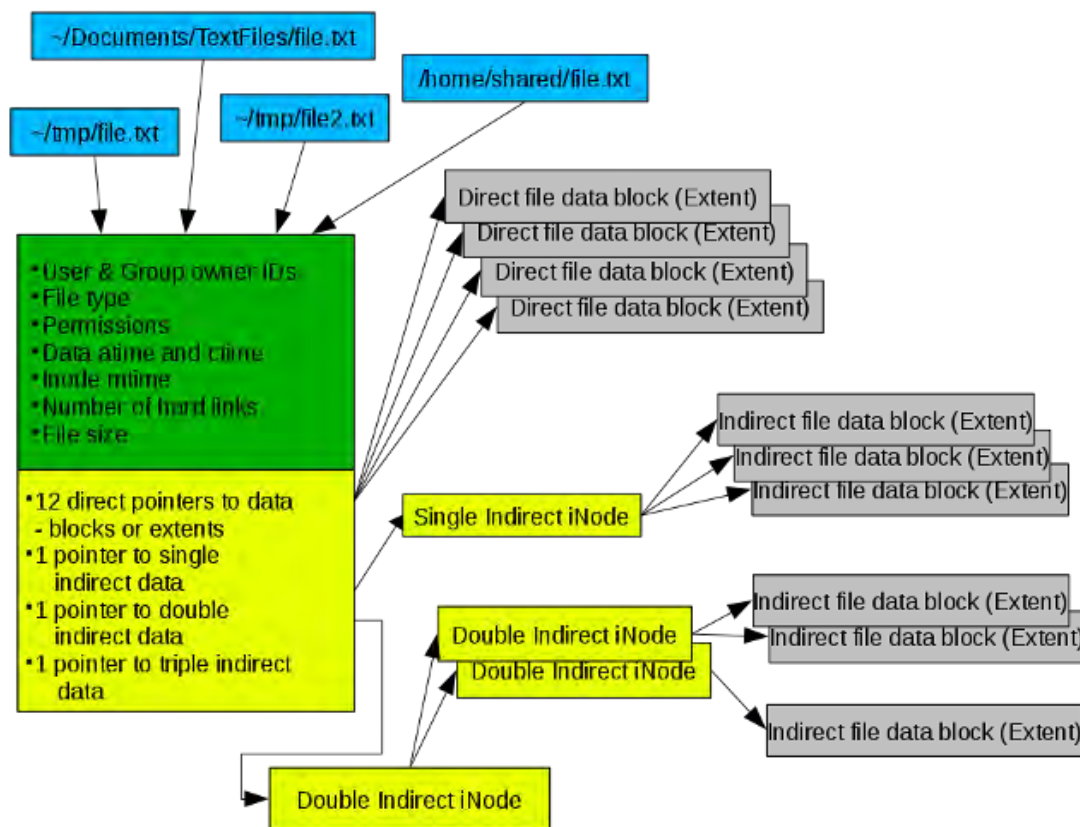 ~/Documents/TextFiles/file.txt
/home/shared/file.txt
~/tmp/file.txt
~/tmp/file2.txt
Direct file data block (Extent)
Direct file data block (Extent)
Direct file data block (Extent)
Direct file data block (Extent)
•User & Group owner IDs
•File type
•Permissions
•Data atime and ctime
•Inode mtime
•Number of hard links
•File size
•12 direct pointers to data
- blocks or extents
•1 pointer to single
indirect data
•1 pointer to double
indirect data
•1 pointer to triple indirect
data
Single Indirect iNode
Indirect file data block (Extent)
Indirect file data block (Extent)
Indirect file data block (Extent)
Double Indirect iNode
Double Indirect iNode
Indirect file data block (Extent)
Indirect file data block (Extent)
Indirect file data block (Extent)
Double Indirect iNode